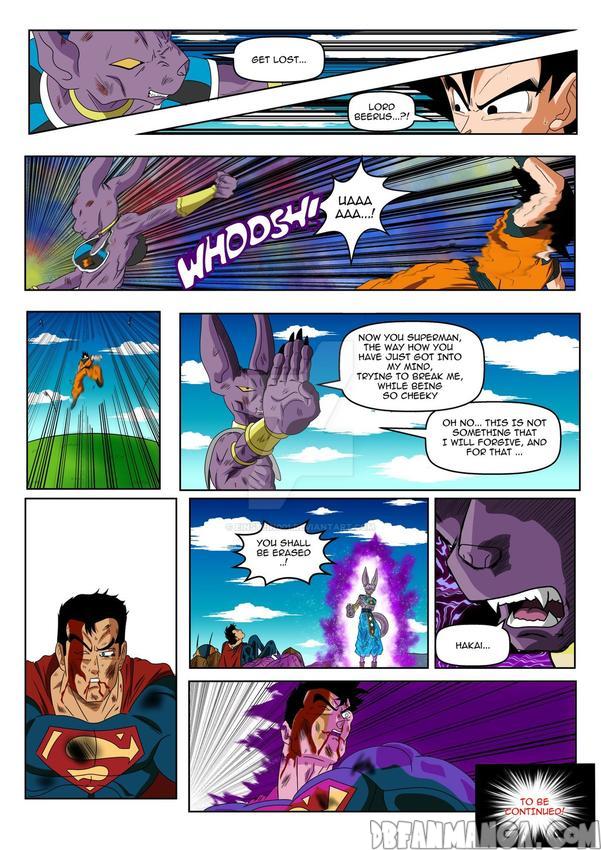 GET LOST...
LORD
BEERUS...?!
WHOOSH!
UAAA
AAA...!
NOW YOU SUPERMAN,
THE WAY HOW YOU
HAVE JUST GOT INTO
MY MIND,
TRYING TO BREAK ME,
WHILE BEING
SO CHEEKY
OH NO... THIS IS NOT
SOMETHING THAT
I WILL FORGIVE, AND
FOR THAT ...
YOU SHALL
BE ERASED
..!
HAKAI...
S
TO BE
CONTINUED!
DBFANMANGA.COM